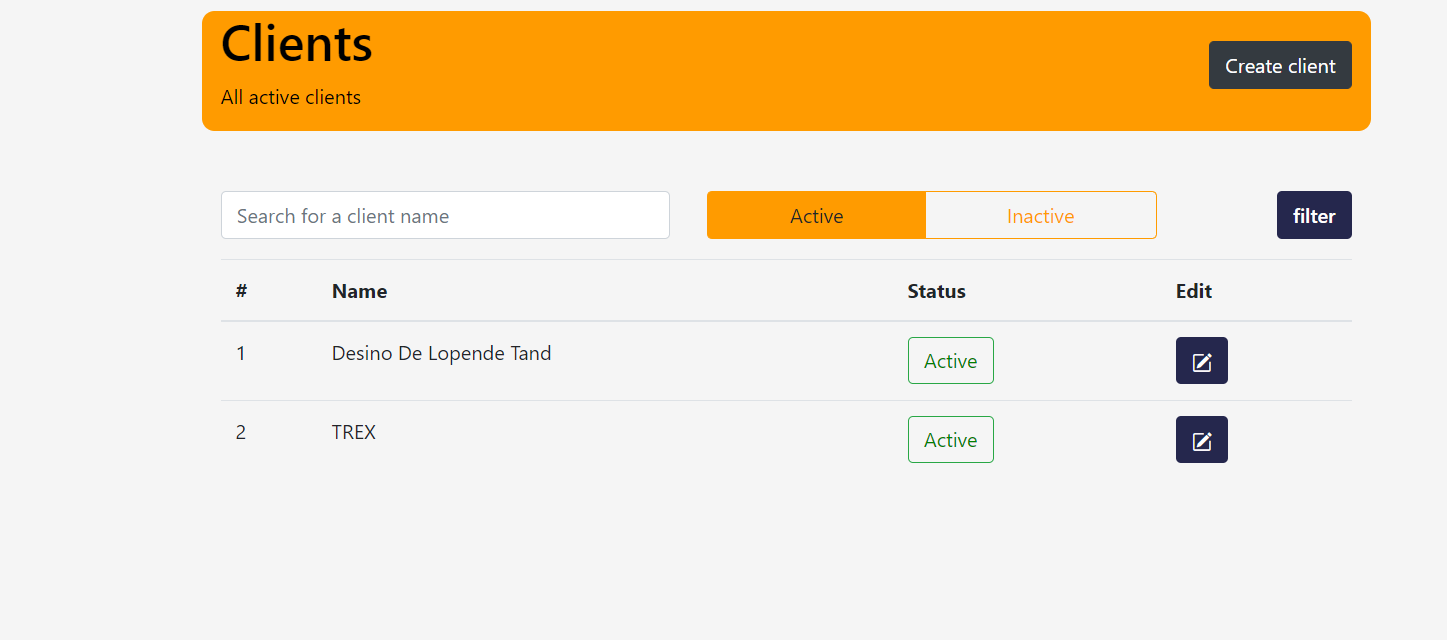 Clients
Create client
All active clients
Search for a client name
Active
Inactive
filter
# Name Status Edit
1 Desino De Lopende Tand Active
2 TREX Active